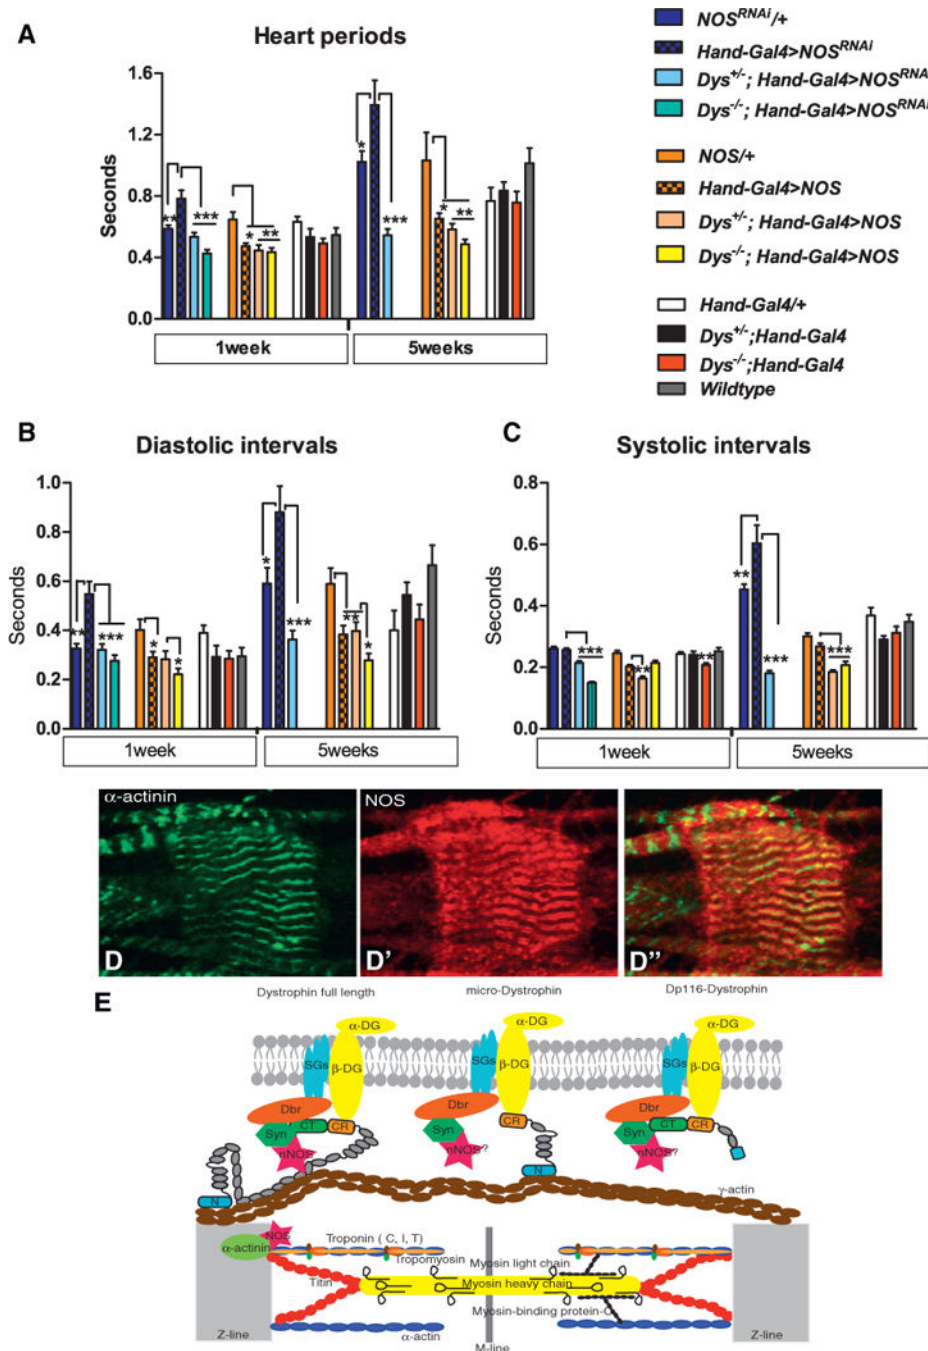 A
Heart periods
1.6
1.2
0.8
0.4
0.0
Seconds
**
***
*
**
*
***
*
**
1week
5weeks
NOSRNAi/+
Hand-Gal4>NOSRNAi
Dys+/-; Hand-Gal4>NOSRNAi
Dys-/-; Hand-Gal4>NOSRNAi
NOS/+
Hand-Gal4>NOS
Dys+/-; Hand-Gal4>NOS
Dys-/-; Hand-Gal4>NOS
Hand-Gal4/+
Dys+/-;Hand-Gal4
Dys-/-;Hand-Gal4
Wildtype
B
Diastolic intervals
1.0
0.8
0.6
0.4
0.2
0.0
Seconds
**
***
*
*
*
***
**
*
1week
5weeks
C
Systolic intervals
0.8
0.6
0.4
0.2
0.0
Seconds
***
**
**
**
***
***
1week
5weeks
α-actinin
D
NOS
D'
D''
E
Dystrophin full length
micro-Dystrophin
Dp116-Dystrophin
α-DG
α-DG
α-DG
SGs
β-DG
SGs
β-DG
SGs
β-DG
Dbr
Dbr
Dbr
Syn
CT
CR
nNOS
N
Syn
nNOS?
CR
N
Syn
CT
CR
nNOS?
γ-actin
NOS
α-actinin
Troponin ( C, I, T)
Tropomyosin
Myosin light chain
Titin
Myosin heavy chain
Myosin-binding protein-C
α-actin
Z-line
M-line
Z-line